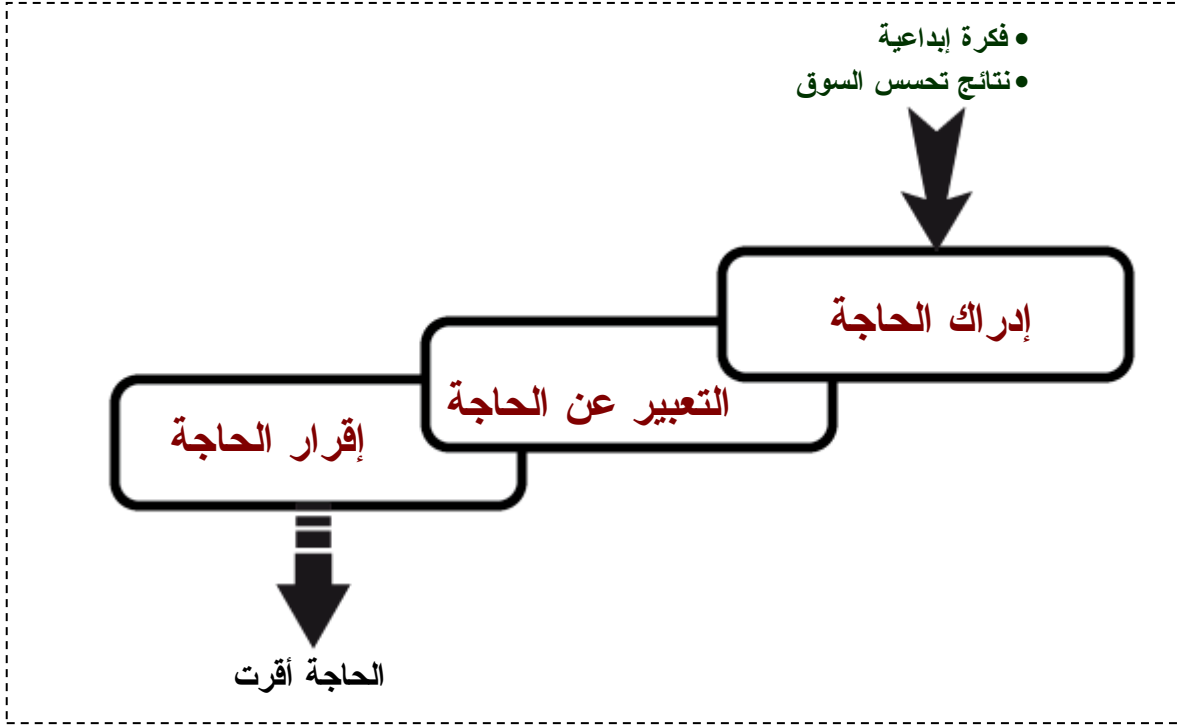 • فكرة إبداعية
• نتائج تحسس السوق
إدراك الحاجة
التعبير عن الحاجة
إقرار الحاجة
الحاجة أقرت